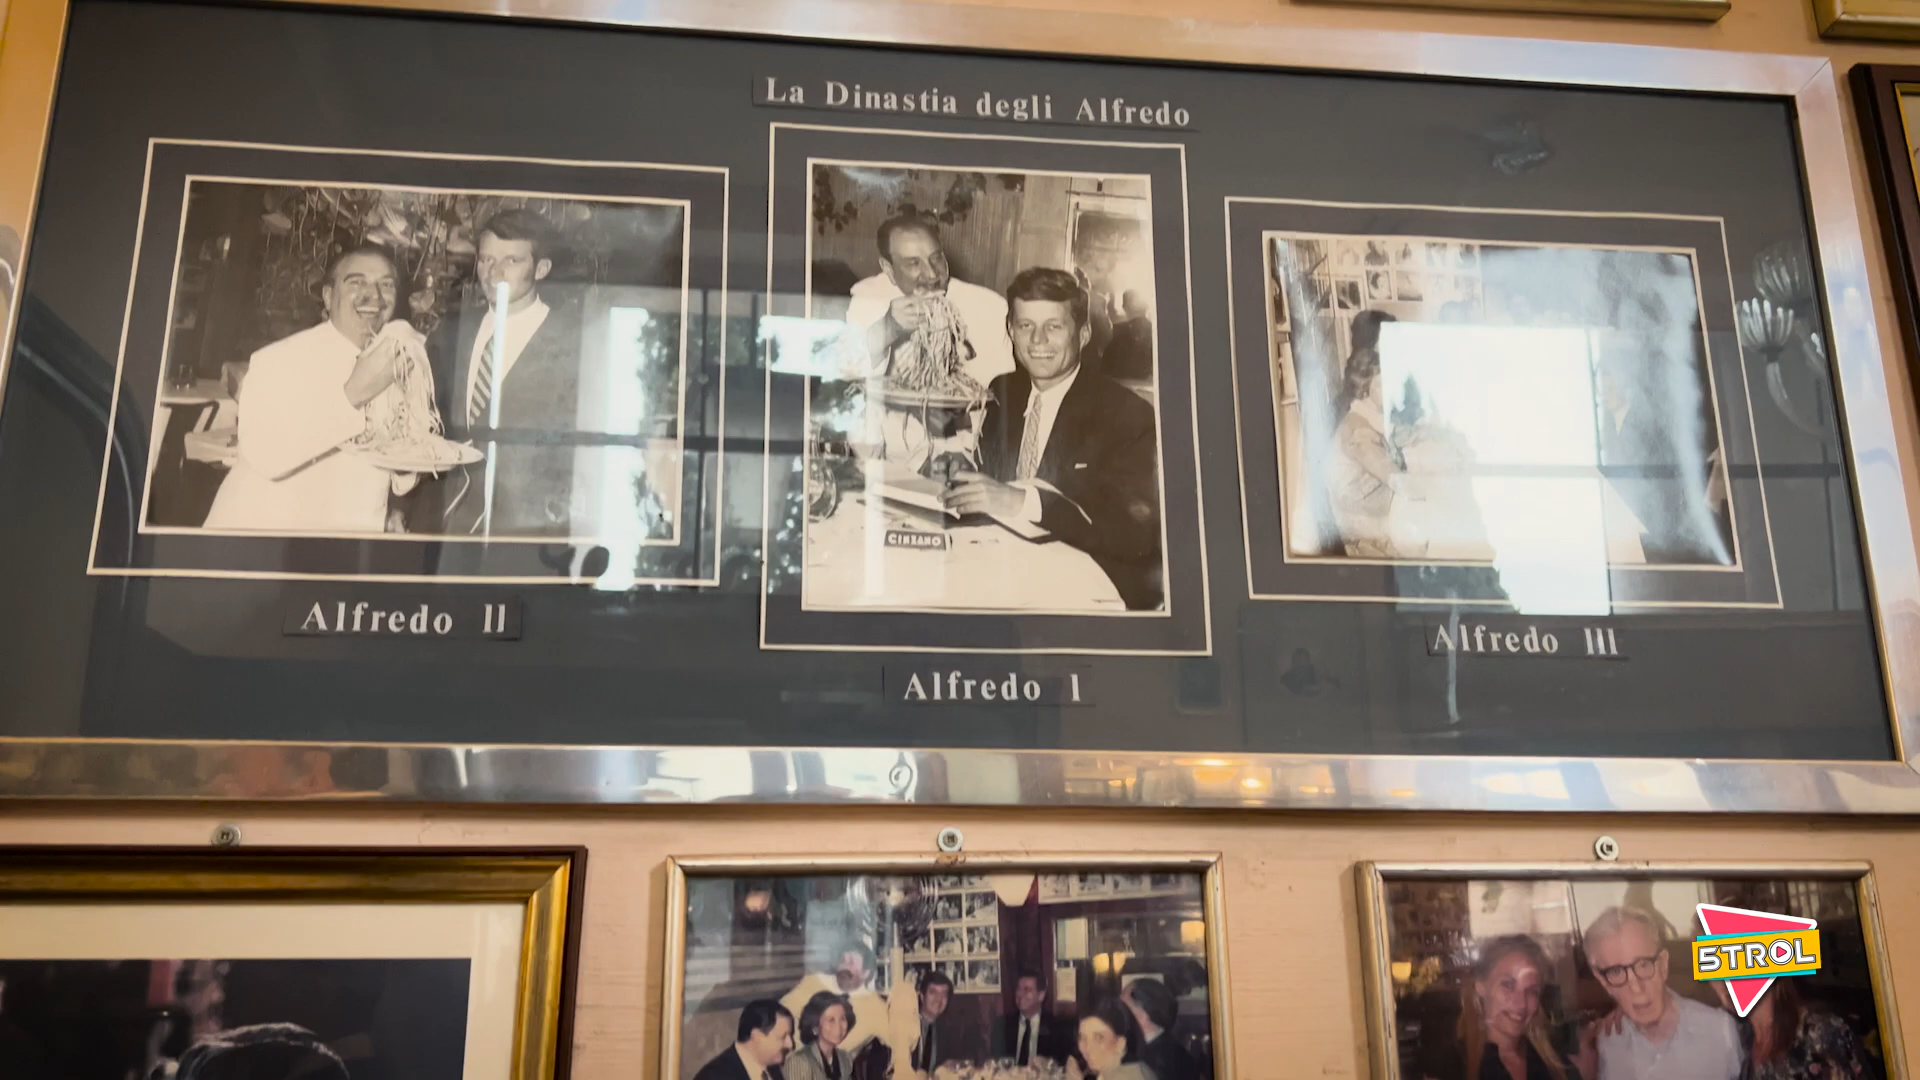 La Dinastia degli Alfredo
CINZANO
Alfredo II
Alfredo I
Alfredo III
5TROL